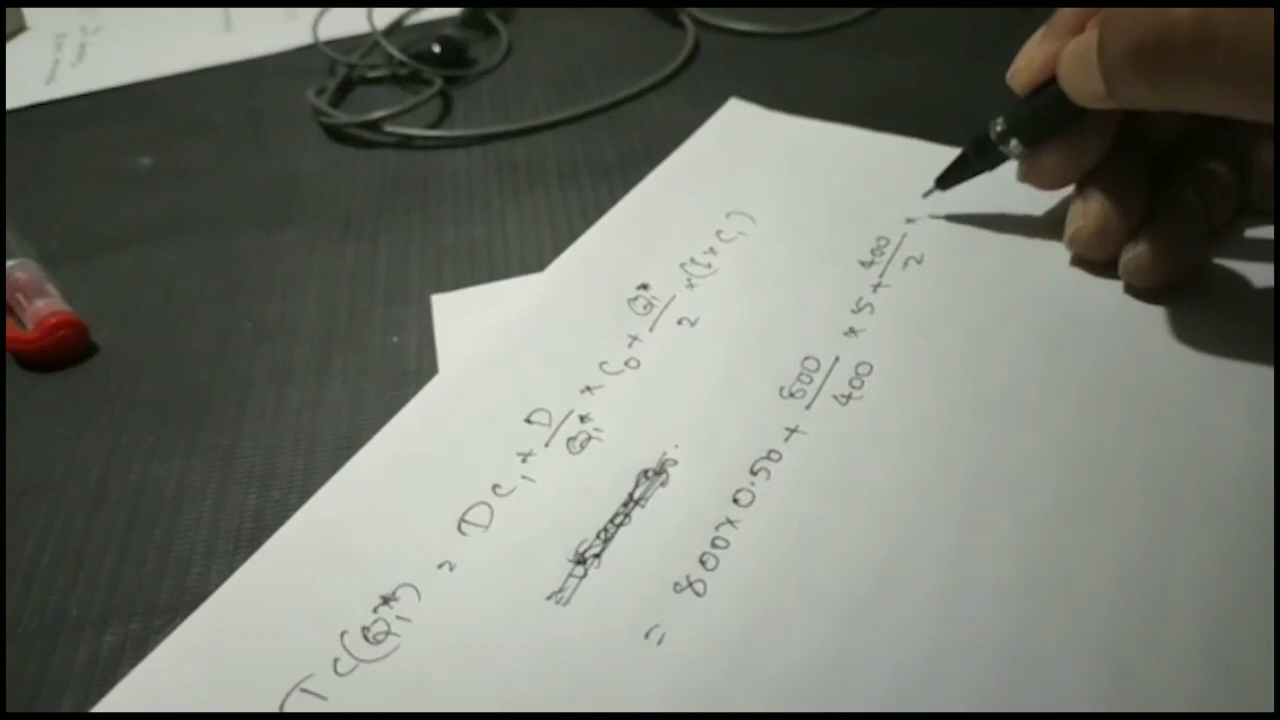 TC(Q₁*) = DC₁ + D/Q₁* × C₀ + Q₁*/2 × (I × C₁)
= 800 × 0.50 + 800/400 × 5 + 400/2 ×